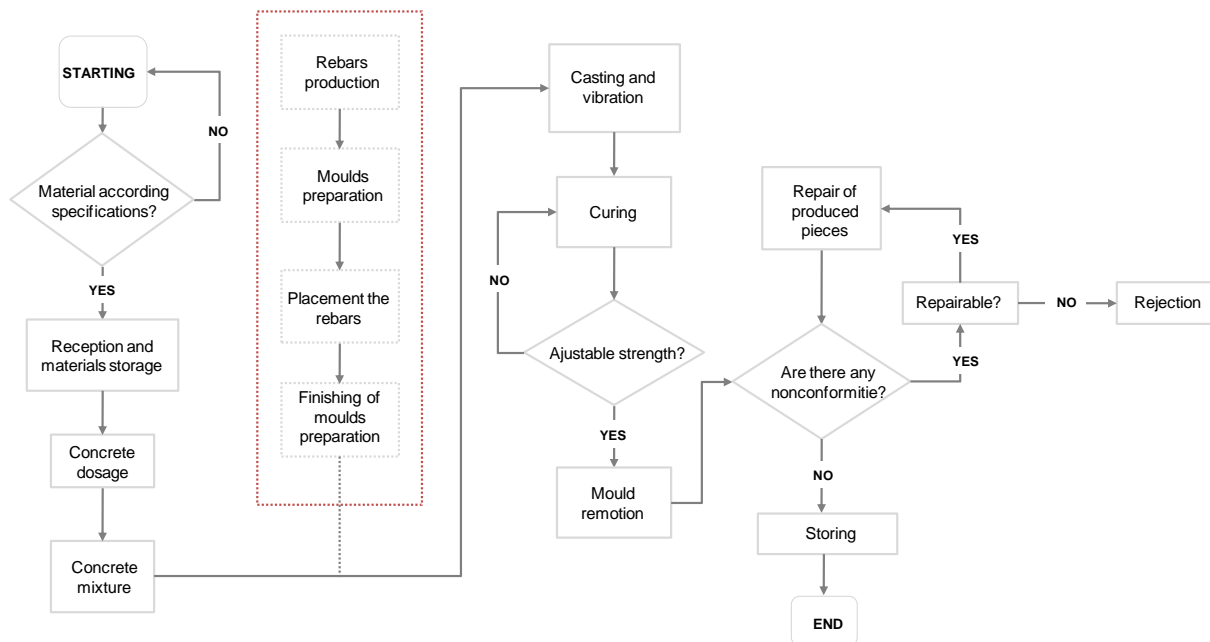 STARTING
NO
Material according
specifications?
YES
Reception and
materials storage
Concrete
dosage
Concrete
mixture
Rebars
production
Moulds
preparation
Placement the
rebars
Finishing of
moulds
preparation
Casting and
vibration
Curing
NO
Ajustable strength?
YES
Mould
remotion
Repair of
produced
pieces
YES
Repairable?
NO
Rejection
YES
Are there any
nonconformitie?
NO
Storing
END